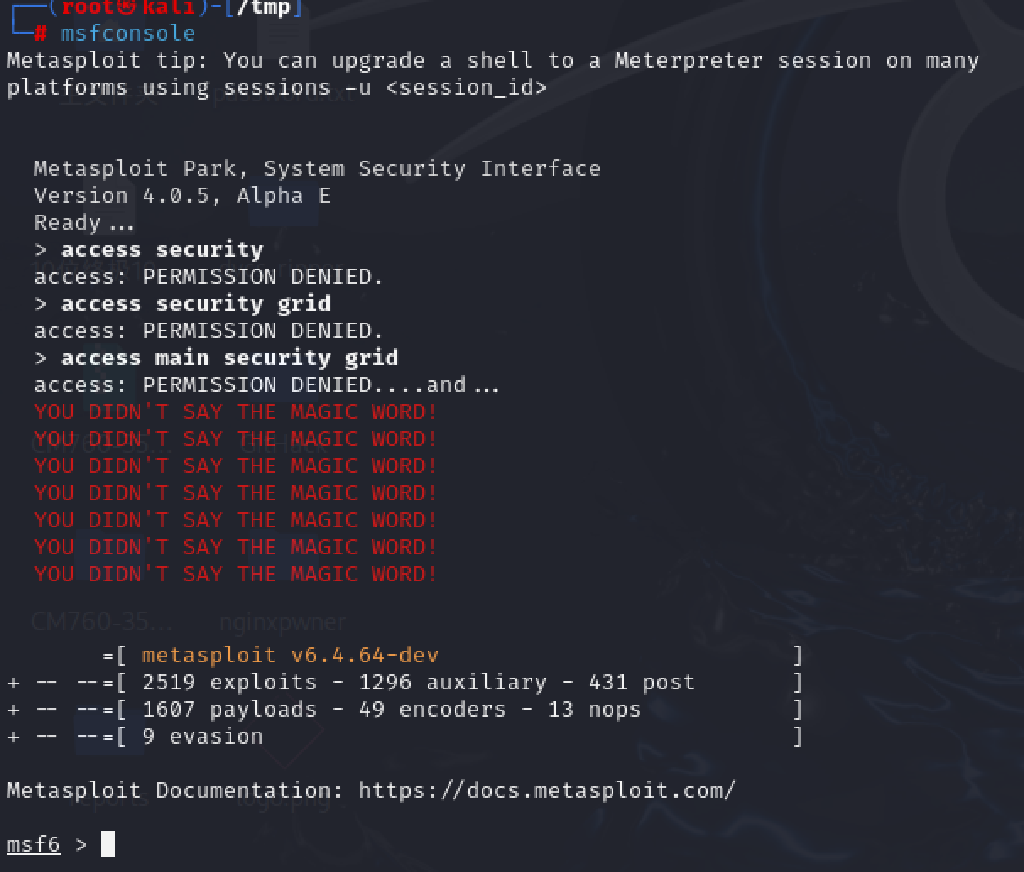 ┌──(root㉿kali)-[/tmp]
└─# msfconsole
Metasploit tip: You can upgrade a shell to a Meterpreter session on many
platforms using sessions -u <session_id>
Metasploit Park, System Security Interface
Version 4.0.5, Alpha E
Ready...
> access security
access: PERMISSION DENIED.
> access security grid
access: PERMISSION DENIED.
> access main security grid
access: PERMISSION DENIED....and...
YOU DIDN'T SAY THE MAGIC WORD!
YOU DIDN'T SAY THE MAGIC WORD!
YOU DIDN'T SAY THE MAGIC WORD!
YOU DIDN'T SAY THE MAGIC WORD!
YOU DIDN'T SAY THE MAGIC WORD!
YOU DIDN'T SAY THE MAGIC WORD!
YOU DIDN'T SAY THE MAGIC WORD!
CM760-35... nginxpwner
=[ metasploit v6.4.64-dev ]
+ -- --=[ 2519 exploits - 1296 auxiliary - 431 post ]
+ -- --=[ 1607 payloads - 49 encoders - 13 nops ]
+ -- --=[ 9 evasion ]
Metasploit Documentation: https://docs.metasploit.com/
reports logo.png
msf6 >